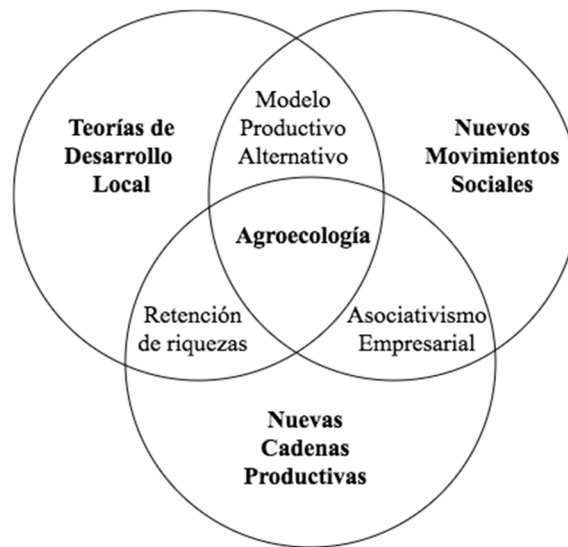 Modelo
Productivo
Alternativo
Teorías de
Desarrollo
Local
Nuevos
Movimientos
Sociales
Agroecología
Retención
de riquezas
Asociativismo
Empresarial
Nuevas
Cadenas
Productivas